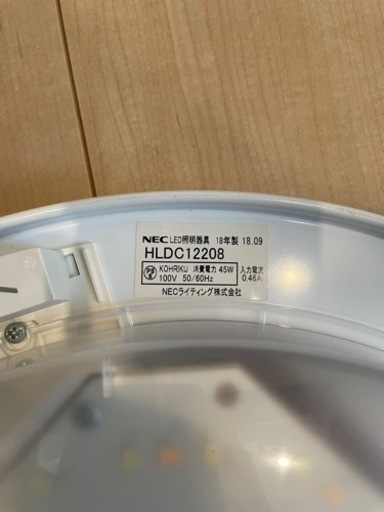 NEC LED照明器具 18年製 18.09
HLDC12208
KOHRIKU 消費電力 45W 入力電流
100V 50/60Hz 0.46A
NECライティング株式会社